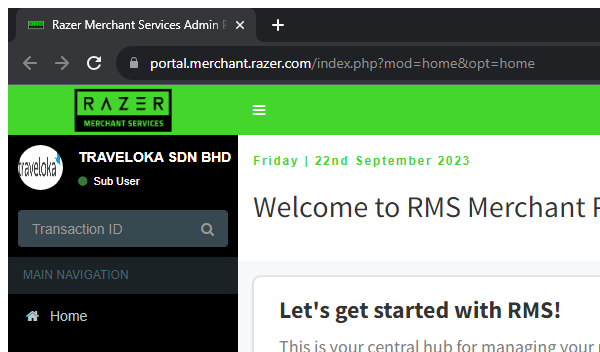 Razer Merchant Services Admin
portal.merchant.razer.com/index.php?mod=home&opt=home
RAZER
MERCHANT SERVICES
traveloka
TRAVELOKA SDN BHD
Sub User
Transaction ID
MAIN NAVIGATION
Home
Friday | 22nd September 2023
Welcome to RMS Merchant
Let's get started with RMS!
This is your central hub for managing your